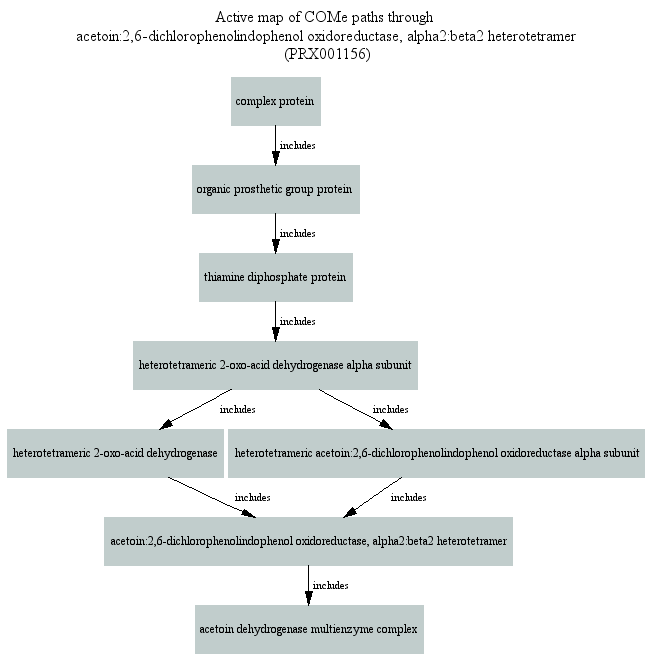 Active map of COMe paths through
acetoin:2,6-dichlorophenolindophenol oxidoreductase, alpha2:beta2 heterotetramer
(PRX001156)
complex protein
includes
organic prosthetic group protein
includes
thiamine diphosphate protein
includes
heterotetrameric 2-oxo-acid dehydrogenase alpha subunit
includes
includes
heterotetrameric 2-oxo-acid dehydrogenase
heterotetrameric acetoin:2,6-dichlorophenolindophenol oxidoreductase alpha subunit
includes
includes
acetoin:2,6-dichlorophenolindophenol oxidoreductase, alpha2:beta2 heterotetramer
includes
acetoin dehydrogenase multienzyme complex